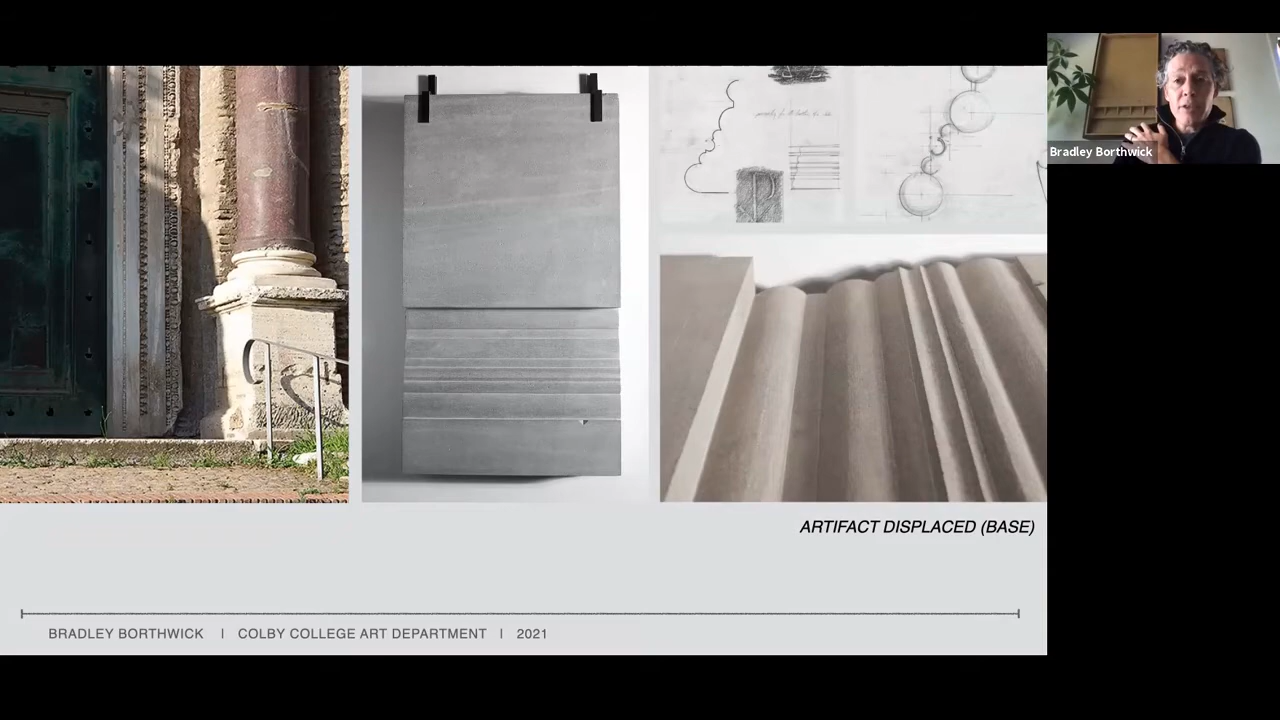 Bradley Borthwick
ARTIFACT DISPLACED (BASE)
BRADLEY BORTHWICK | COLBY COLLEGE ART DEPARTMENT | 2021